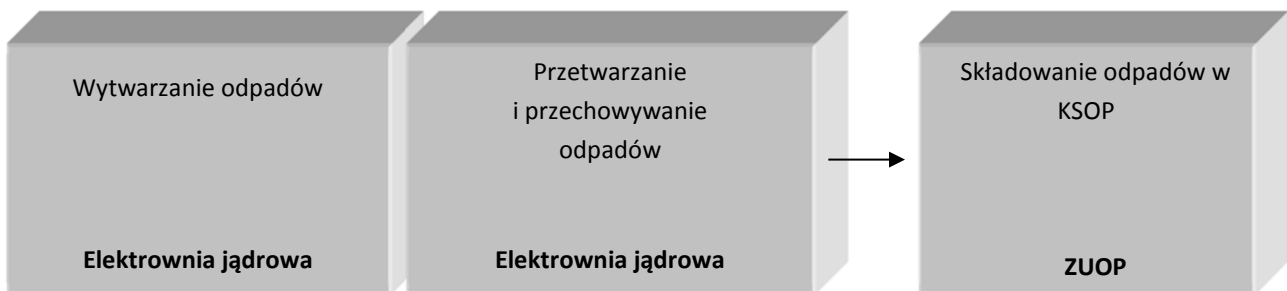 Wytwarzanie odpadów
Elektrownia jądrowa
Przetwarzanie
i przechowywanie
odpadów
Elektrownia jądrowa
Składowanie odpadów w
KSOP
ZUOP